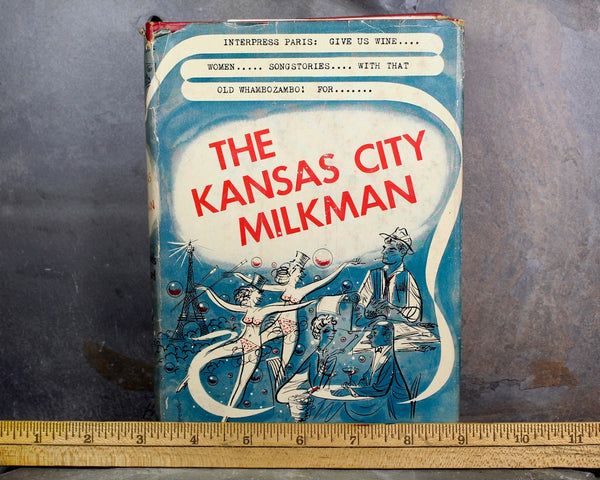 INTERPRESS PARIS: GIVE US WINE....
WOMEN..... SONGSTORIES.... WITH THAT
OLD WHAMBOZAMBO! FOR.......
THE
KANSAS CITY
MILKMAN
1 2 3 4 5 6 7 8 9 10 11